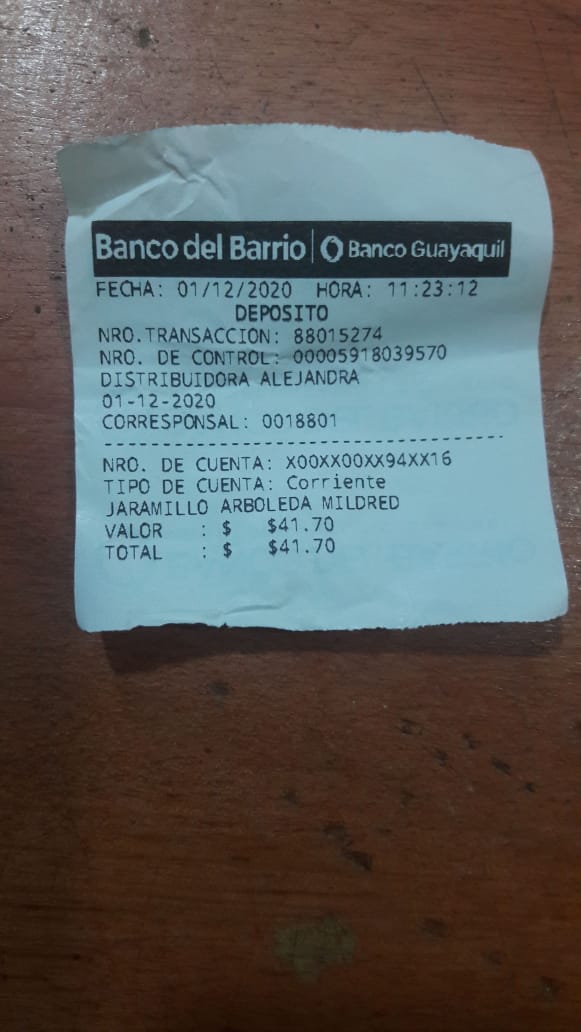 Banco del Barrio | Banco Guayaquil
FECHA: 01/12/2020 HORA: 11:23:12
DEPOSITO
NRO.TRANSACCION: 88015274
NRO. DE CONTROL: 00005918039570
DISTRIBUIDORA ALEJANDRA
01-12-2020
CORRESPONSAL: 0018801
NRO. DE CUENTA: X00XX00XX94XX16
TIPO DE CUENTA: Corriente
JARAMILLO ARBOLEDA MILDRED
VALOR : $ $41.70
TOTAL : $ $41.70